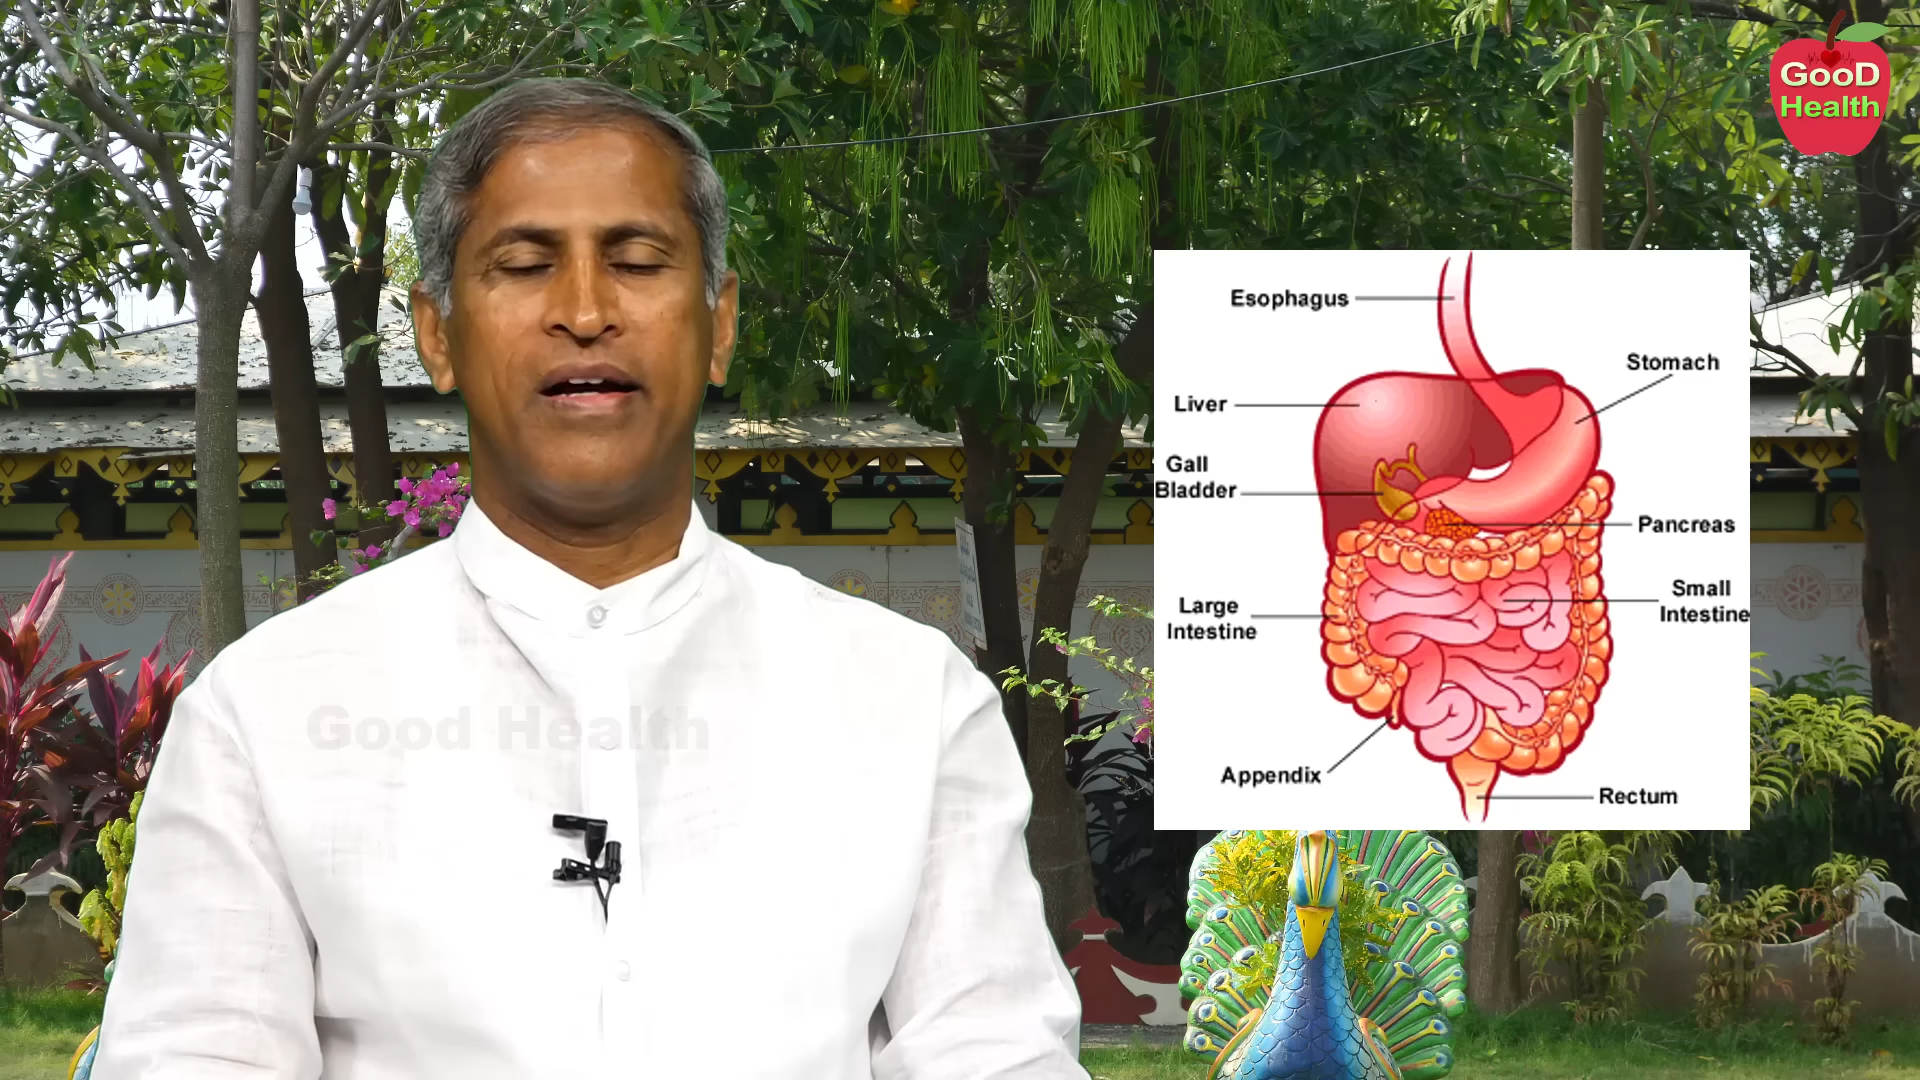 GooD
Health
Esophagus
Stomach
Liver
Gall
Bladder
Pancreas
Small
Intestine
Large
Intestine
Appendix
Rectum
Good Health